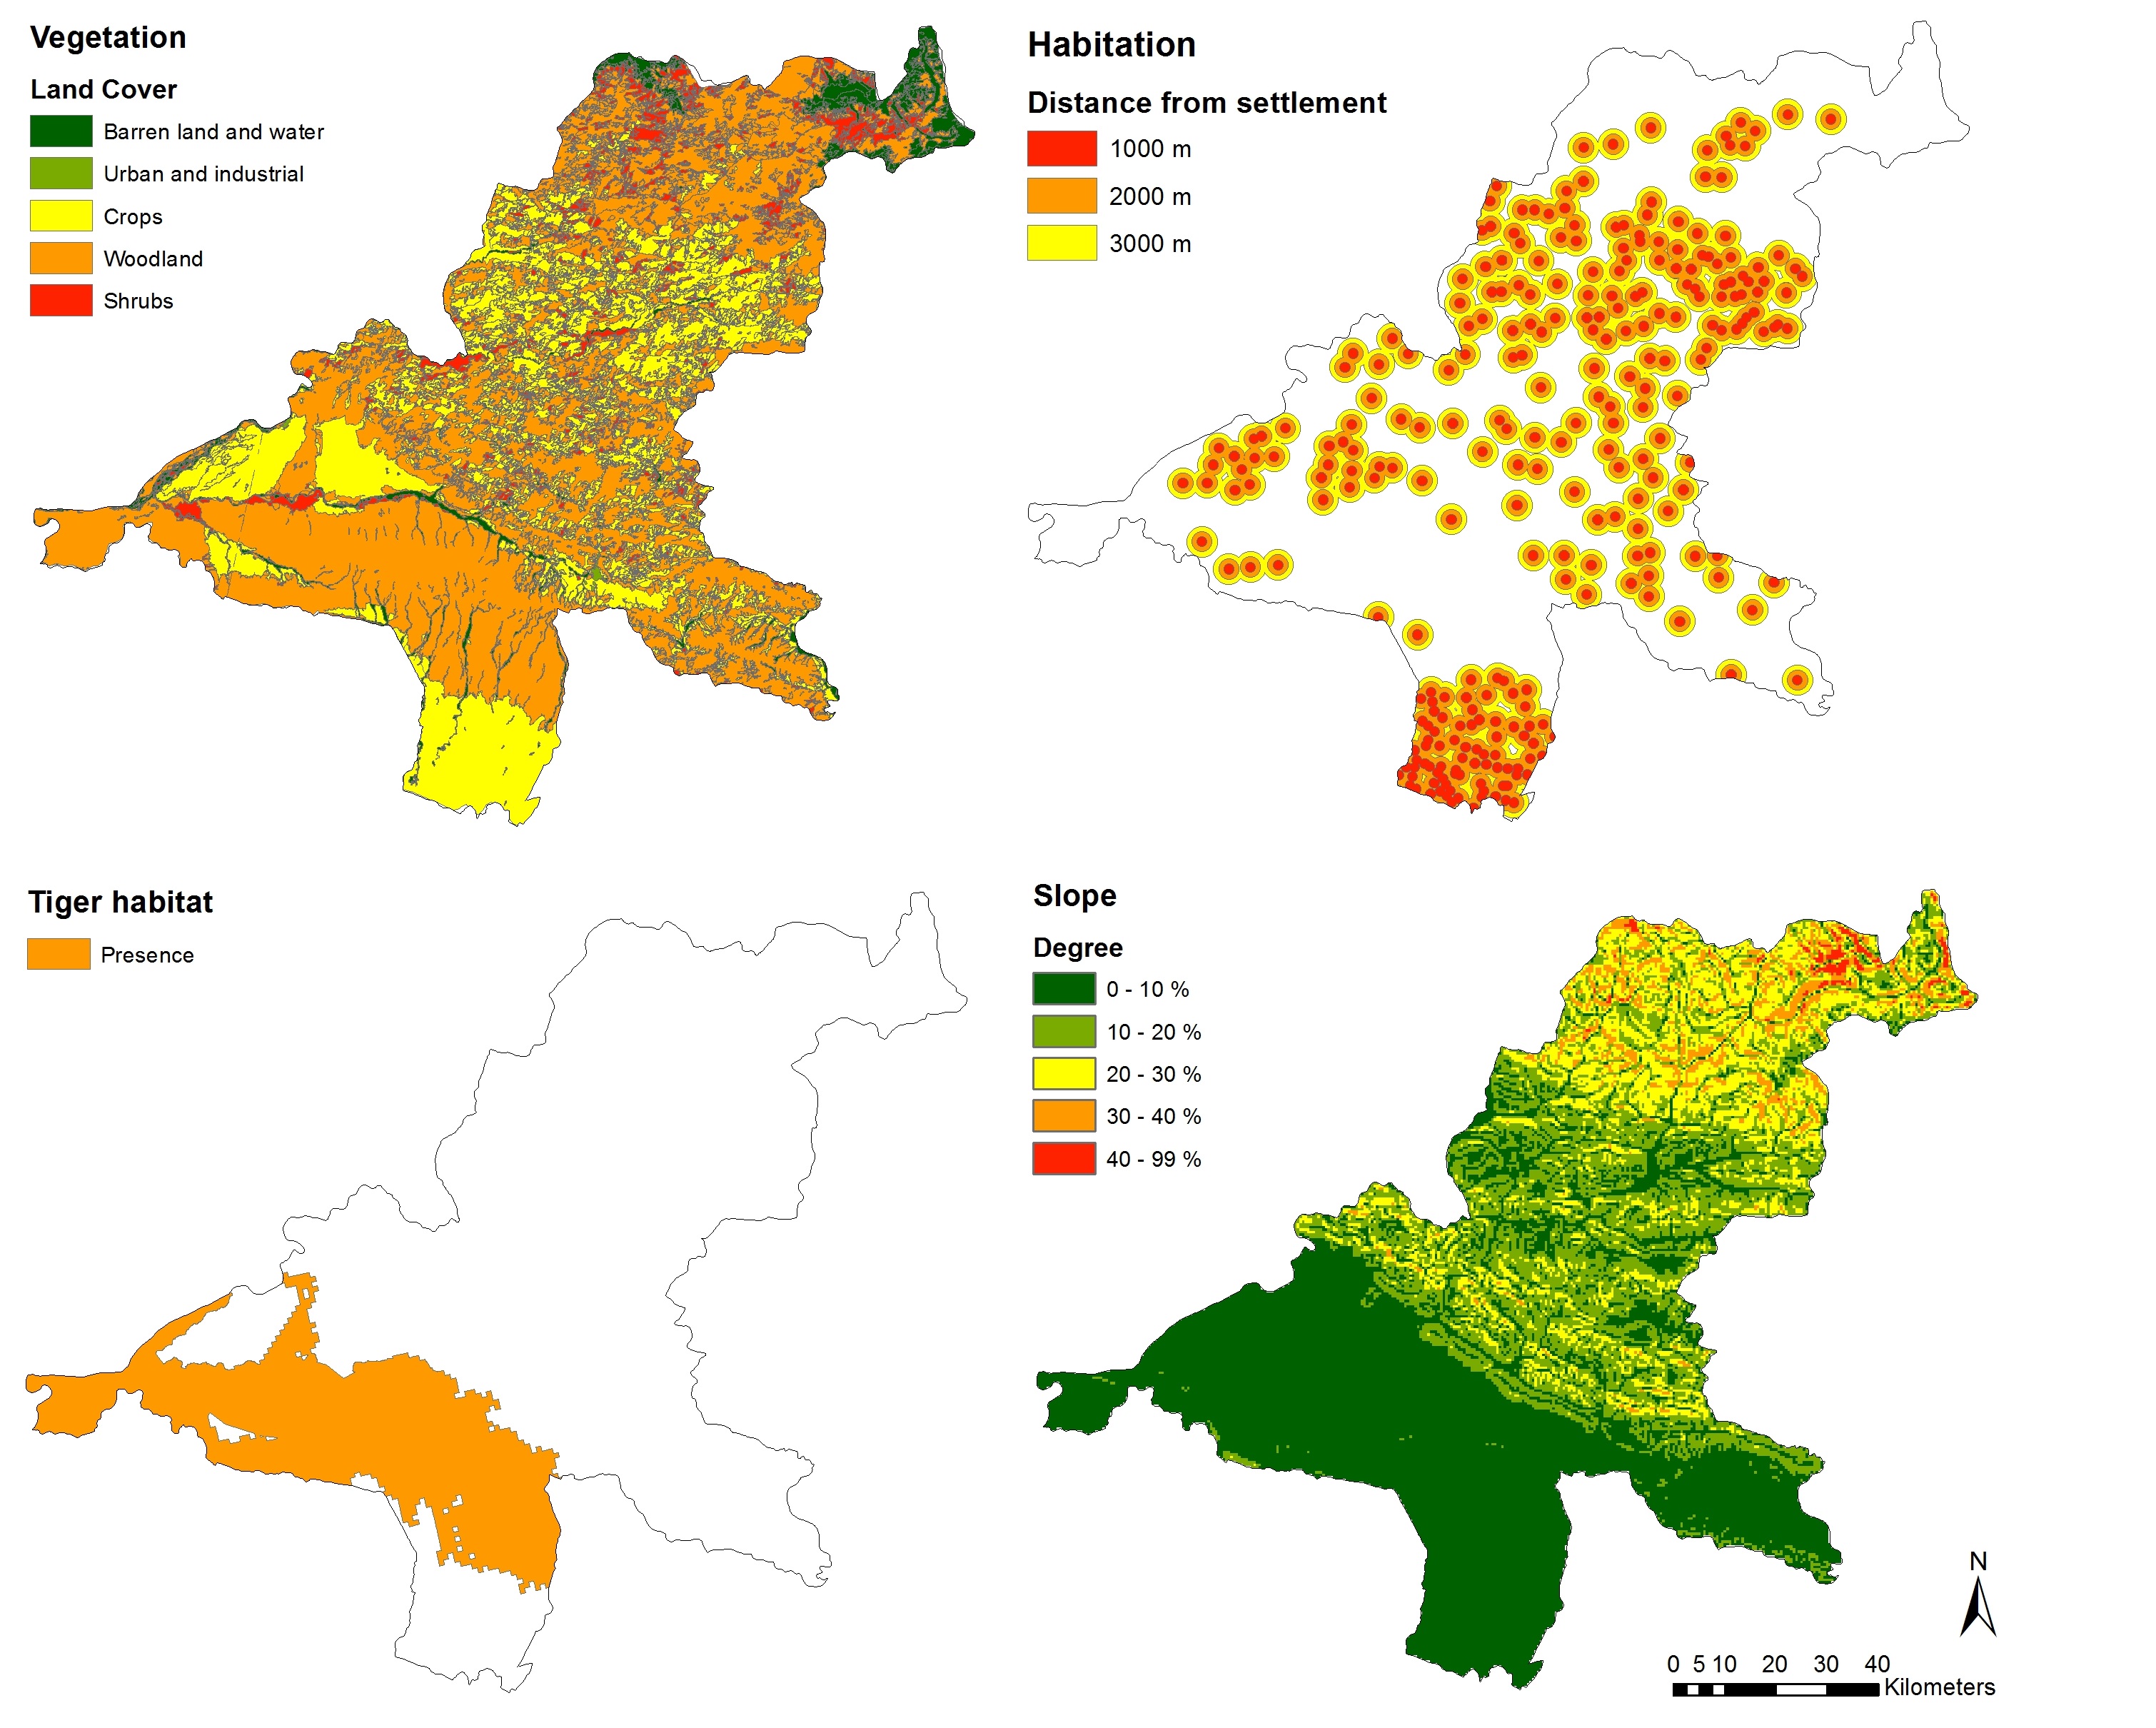 Vegetation
Land Cover
Barren land and water
Urban and industrial
Crops
Woodland
Shrubs
Habitation
Distance from settlement
1000 m
2000 m
3000 m
Tiger habitat
Presence
Slope
Degree
0 - 10 %
10 - 20 %
20 - 30 %
30 - 40 %
40 - 99 %
N
0 5 10 20 30 40
Kilometers